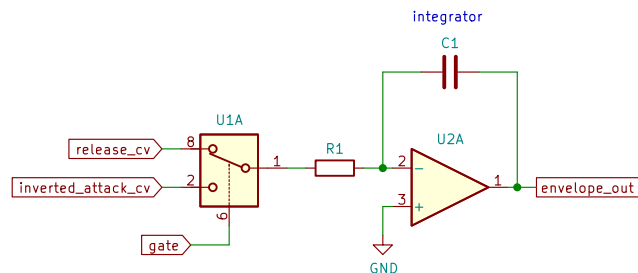 integrator
C1
U1A
release_cv
8
R1
U2A
1
2
−
1
envelope_out
inverted_attack_cv
2
3
+
6
gate
GND